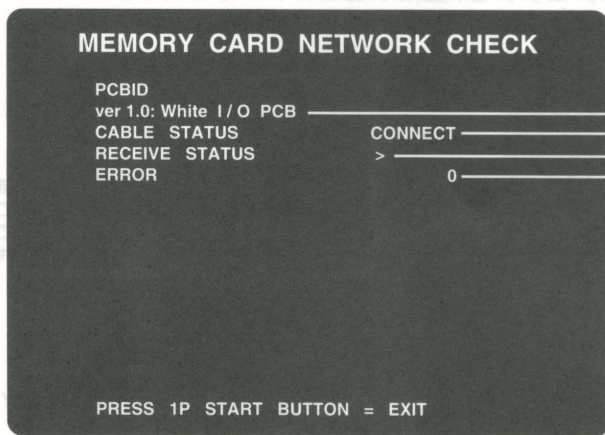 MEMORY CARD NETWORK CHECK
PCBID
ver 1.0: White I/O PCB
CABLE STATUS CONNECT
RECEIVE STATUS >
ERROR 0
PRESS 1P START BUTTON = EXIT